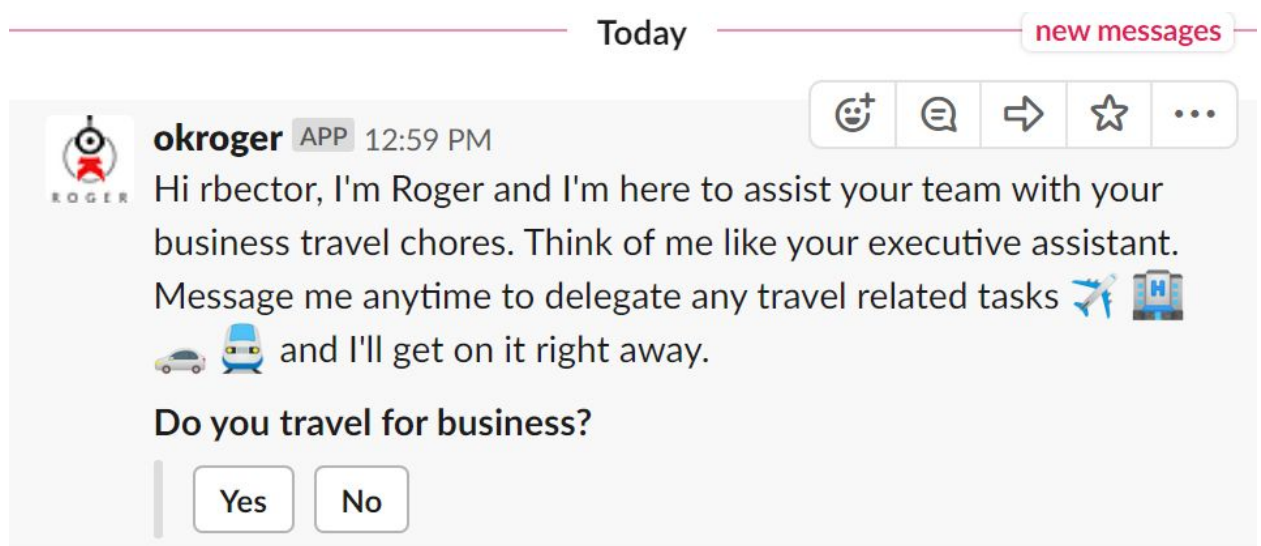 Today
new messages
okroger APP 12:59 PM
ROGER
Hi rbector, I'm Roger and I'm here to assist your team with your
business travel chores. Think of me like your executive assistant.
Message me anytime to delegate any travel related tasks ✈️ 🏨
🚗 🚆 and I'll get on it right away.
Do you travel for business?
Yes
No